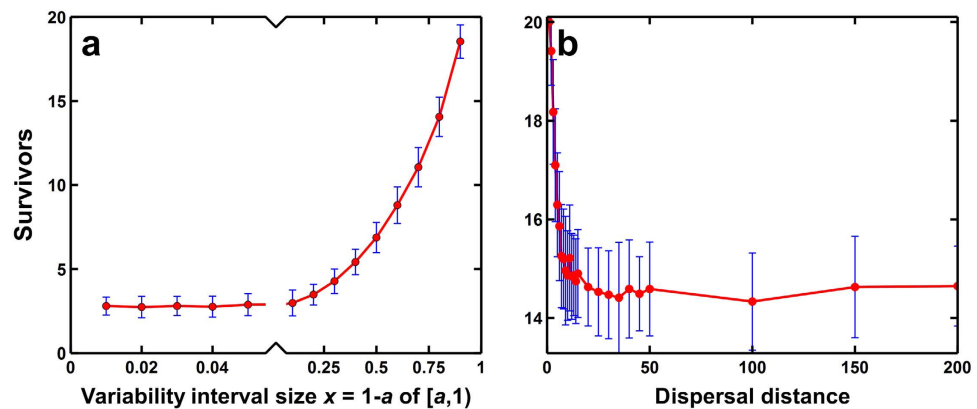 a
20
15
10
5
0
Survivors
0 0.02 0.04 0.25 0.5 0.75 1
Variability interval size x = 1-a of [a,1)
b
20
18
16
14
0 50 100 150 200
Dispersal distance